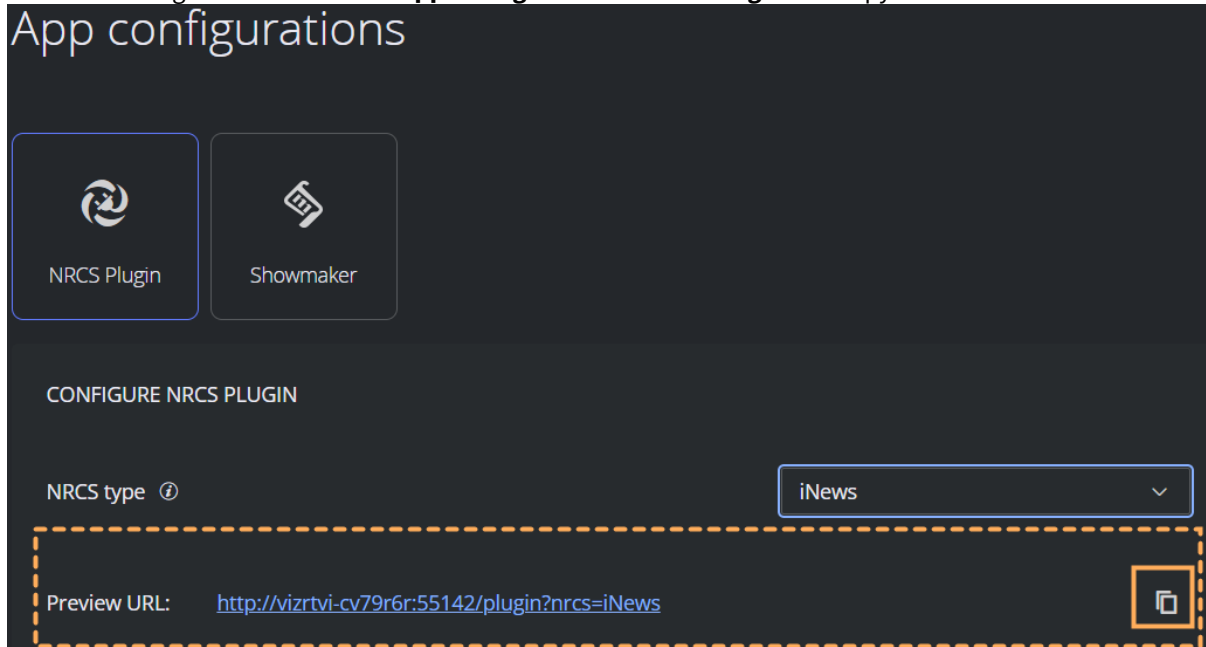 App configurations
NRCS Plugin
Showmaker
CONFIGURE NRCS PLUGIN
NRCS type
iNews
Preview URL: http://vizrtvi-cv79r6r:55142/plugin?nrcs=iNews